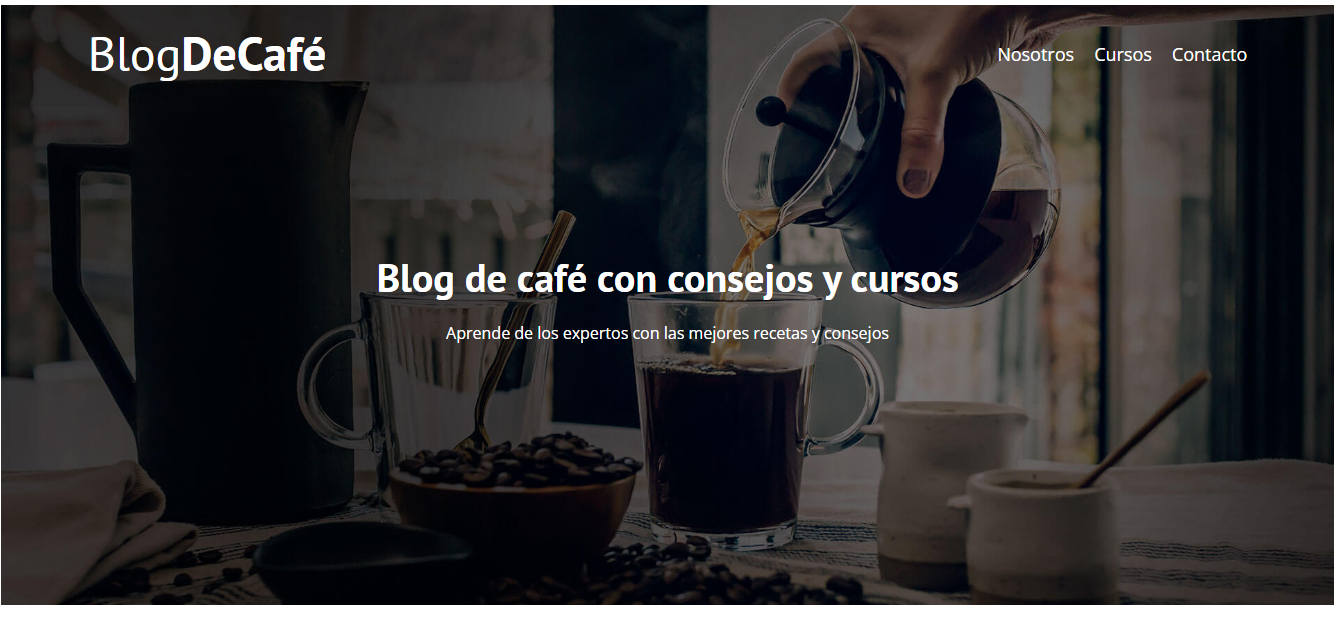 BlogDeCafé
Nosotros Cursos Contacto
Blog de café con consejos y cursos
Aprende de los expertos con las mejores recetas y consejos